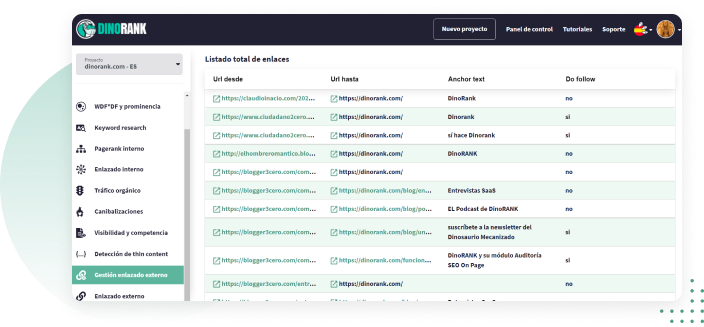 DINORANK
Nuevo proyecto Panel de control Tutoriales Soporte
Proyecto
dinorank.com - ES
Listado total de enlaces
Url desde Url hasta Anchor text Do follow
https://claudioinacio.com/202... https://dinorank.com/ DinoRank no
WDF*DF y prominencia
https://www.ciudadano2cero.... https://dinorank.com/ Dinorank si
Keyword research
https://www.ciudadano2cero.... https://dinorank.com/ sí hace Dinorank si
Pagerank interno
http://elhombreromantico.blo... https://dinorank.com/ DinoRANK no
Enlazado interno
https://blogger3cero.com/com... https://dinorank.com/ no
Tráfico orgánico
https://blogger3cero.com/com... https://dinorank.com/blog/en... Entrevistas SaaS no
Canibalizaciones
https://blogger3cero.com/com... https://dinorank.com/blog/po... EL Podcast de DinoRANK no
Visibilidad y competencia
https://blogger3cero.com/com... https://dinorank.com/blog/un... suscríbete a la newsletter del
Dinosaurio Mecanizado si
Detección de thin content
https://blogger3cero.com/com... https://dinorank.com/funcion... DinoRANK y su módulo Auditoría
SEO On Page si
Gestión enlazado externo
https://blogger3cero.com/entr... https://dinorank.com/ no
Enlazado externo